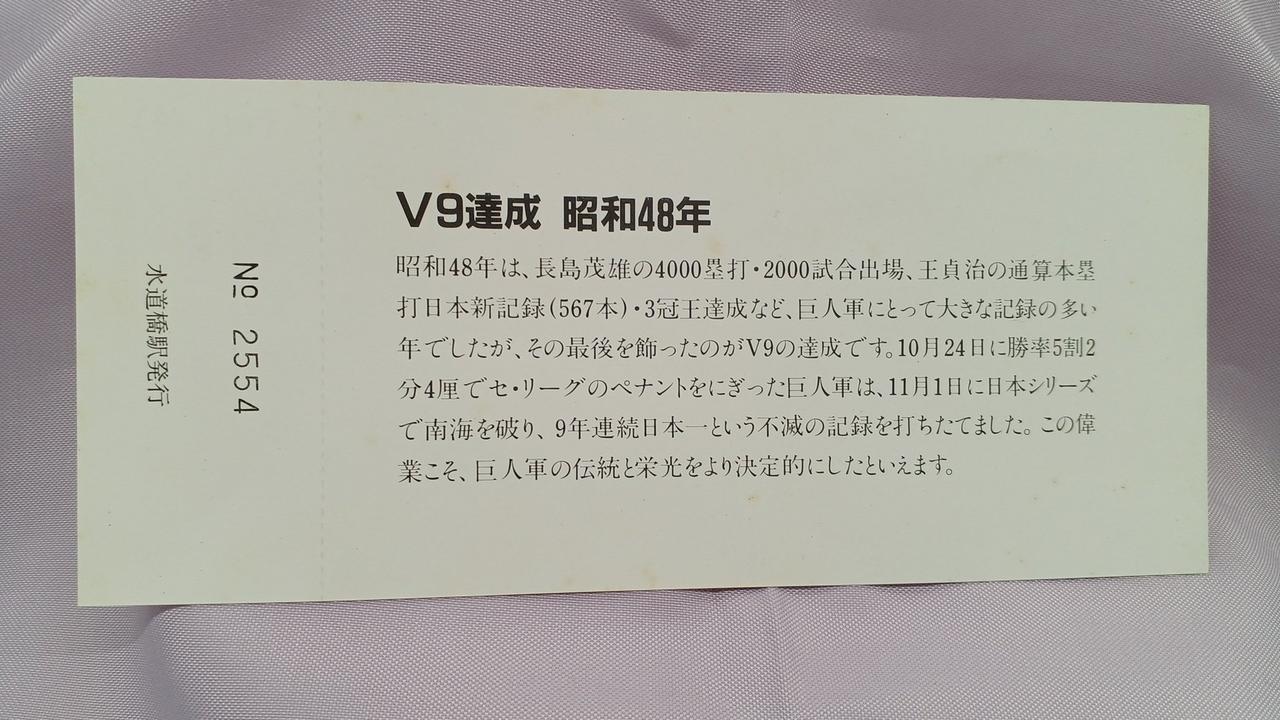 V9達成 昭和48年
昭和48年は、長島茂雄の4000塁打・2000試合出場、王貞治の通算本塁
打日本新記録(567本)・3冠王達成など、巨人軍にとって大きな記録の多い
年でしたが、その最後を飾ったのがV9の達成です。10月24日に勝率5割2
分4厘でセ・リーグのペナントをにぎった巨人軍は、11月1日に日本シリーズ
で南海を破り、9年連続日本一という不滅の記録を打ちたてました。この偉
業こそ、巨人軍の伝統と栄光をより決定的にしたといえます。
№ 2554
水道橋駅発行